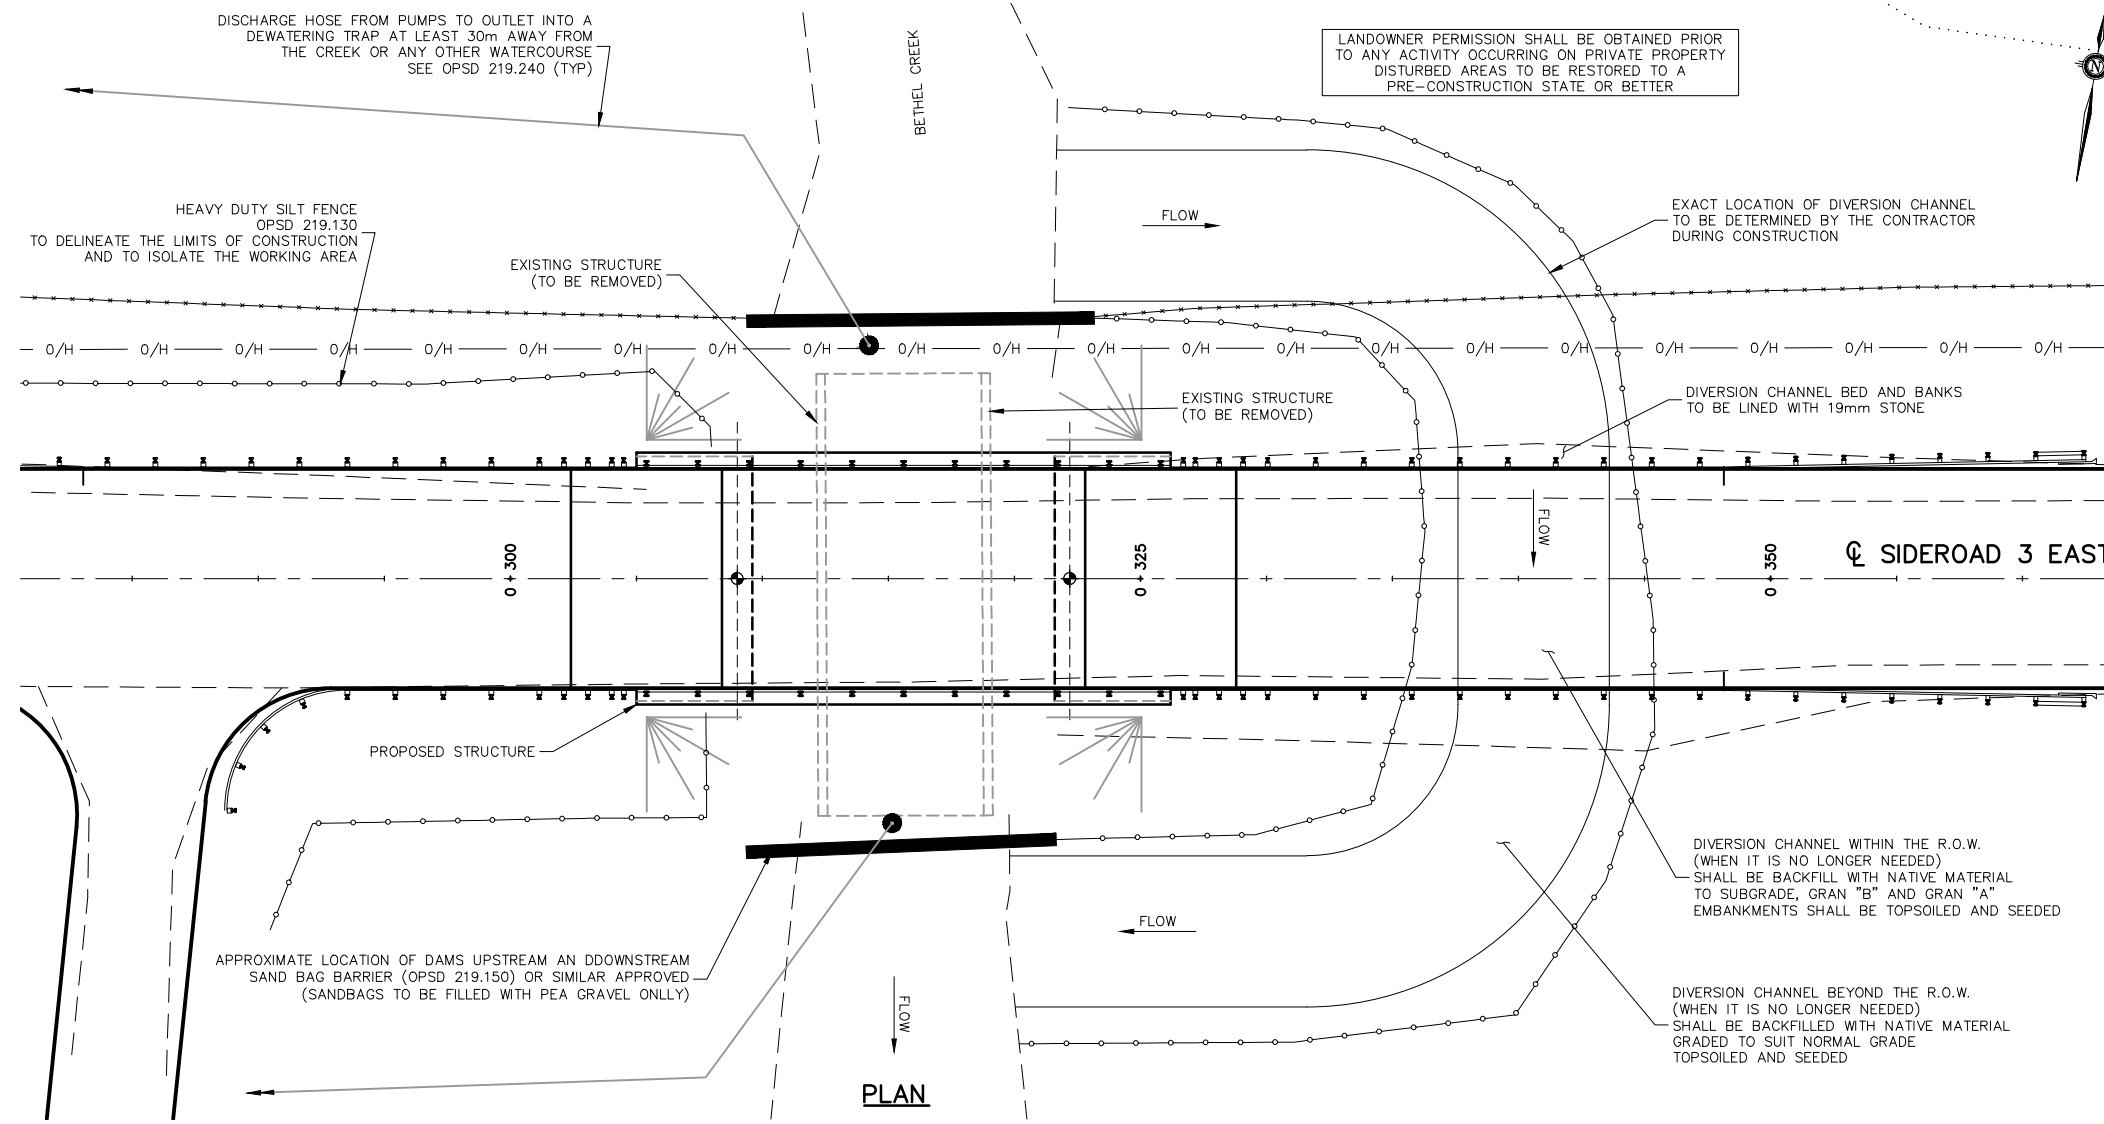 DISCHARGE HOSE FROM PUMPS TO OUTLET INTO A
DEWATERING TRAP AT LEAST 30m AWAY FROM
THE CREEK OR ANY OTHER WATERCOURSE
SEE OPSD 219.240 (TYP)
BETHEL CREEK
LANDOWNER PERMISSION SHALL BE OBTAINED PRIOR
TO ANY ACTIVITY OCCURRING ON PRIVATE PROPERTY
DISTURBED AREAS TO BE RESTORED TO A
PRE-CONSTRUCTION STATE OR BETTER
N
HEAVY DUTY SILT FENCE
OPSD 219.130
TO DELINEATE THE LIMITS OF CONSTRUCTION
AND TO ISOLATE THE WORKING AREA
EXISTING STRUCTURE
(TO BE REMOVED)
FLOW
EXACT LOCATION OF DIVERSION CHANNEL
TO BE DETERMINED BY THE CONTRACTOR
DURING CONSTRUCTION
O/H O/H O/H O/H O/H O/H O/H O/H O/H O/H O/H O/H O/H O/H O/H O/H O/H O/H O/H O/H O/H O/H
EXISTING STRUCTURE
(TO BE REMOVED)
DIVERSION CHANNEL BED AND BANKS
TO BE LINED WITH 19mm STONE
0+300
0+325
FLOW
0+350
℄ SIDEROAD 3 EAST
PROPOSED STRUCTURE
DIVERSION CHANNEL WITHIN THE R.O.W.
(WHEN IT IS NO LONGER NEEDED)
SHALL BE BACKFILL WITH NATIVE MATERIAL
TO SUBGRADE, GRAN "B" AND GRAN "A"
EMBANKMENTS SHALL BE TOPSOILED AND SEEDED
FLOW
APPROXIMATE LOCATION OF DAMS UPSTREAM AN DDOWNSTREAM
SAND BAG BARRIER (OPSD 219.150) OR SIMILAR APPROVED
(SANDBAGS TO BE FILLED WITH PEA GRAVEL ONLLY)
FLOW
DIVERSION CHANNEL BEYOND THE R.O.W.
(WHEN IT IS NO LONGER NEEDED)
SHALL BE BACKFILLED WITH NATIVE MATERIAL
GRADED TO SUIT NORMAL GRADE
TOPSOILED AND SEEDED
PLAN